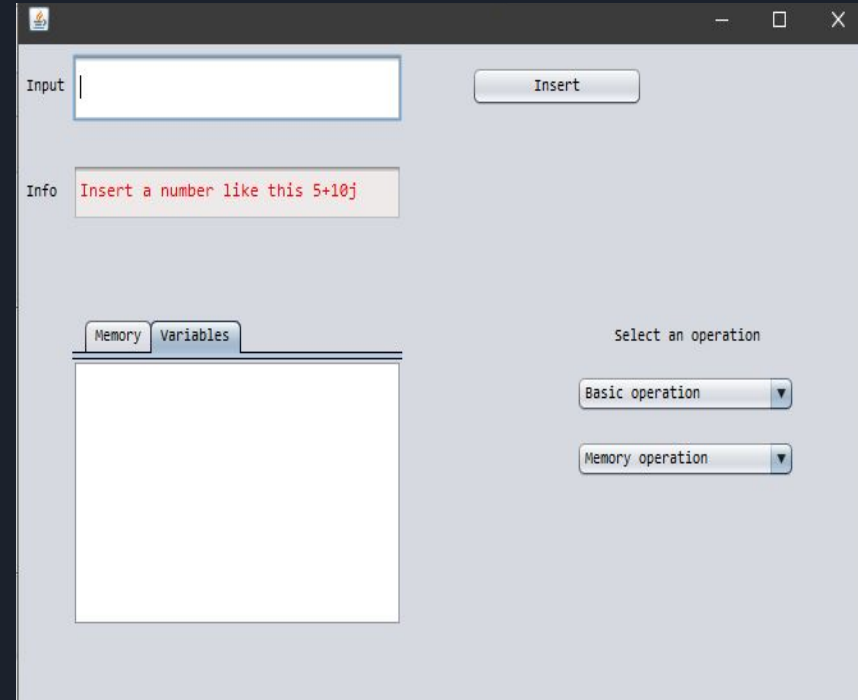 Input
Insert
Info
Insert a number like this 5+10j
Memory
Variables
Select an operation
Basic operation
Memory operation